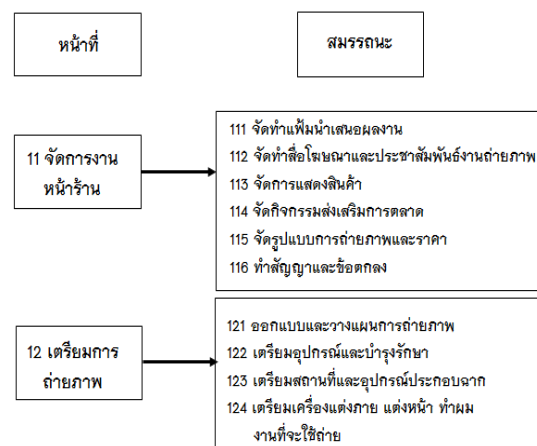 หน้าที่
สมรรถนะ
11 จัดการงาน
หน้าร้าน
111 จัดทำแฟ้มนำเสนอผลงาน
112 จัดทำสื่อโฆษณาและประชาสัมพันธ์งานถ่ายภาพ
113 จัดการแสดงสินค้า
114 จัดกิจกรรมส่งเสริมการตลาด
115 จัดรูปแบบการถ่ายภาพและราคา
116 ทำสัญญาและข้อตกลง
12 เตรียมการ
ถ่ายภาพ
121 ออกแบบและวางแผนการถ่ายภาพ
122 เตรียมอุปกรณ์และบำรุงรักษา
123 เตรียมสถานที่และอุปกรณ์ประกอบฉาก
124 เตรียมเครื่องแต่งกาย แต่งหน้า ทำผม
งานที่จะใช้ถ่าย